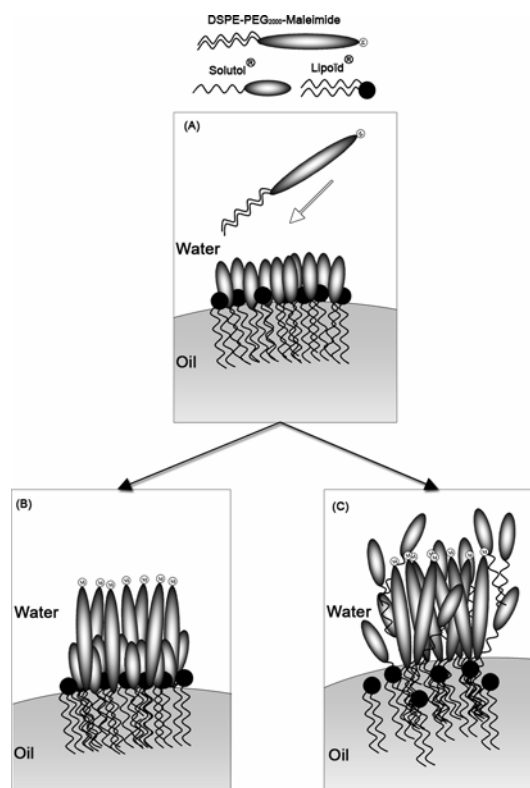 DSPE-PEG₂₀₀₀-Maleimide
Solutol® Lipoïd®
(A)
Water
Oil
(B) (C)
Water Water
Oil Oil